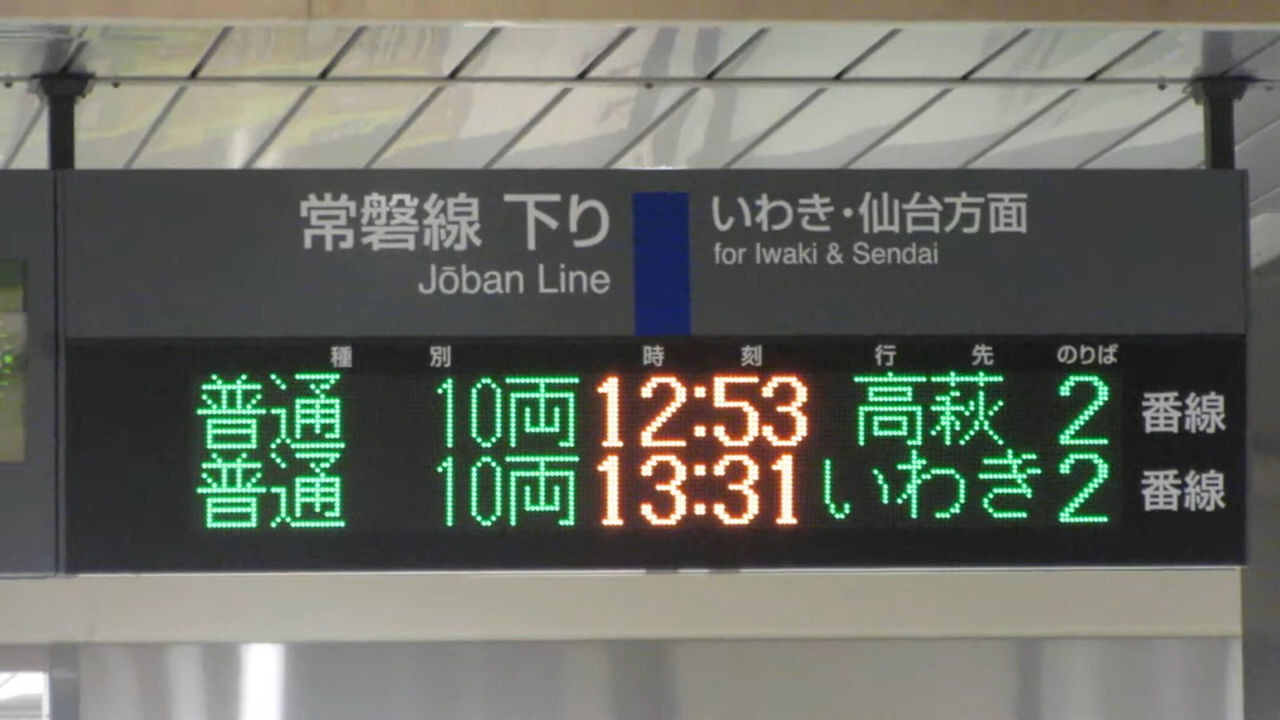 常磐線 下り いわき・仙台方面
Jōban Line for Iwaki & Sendai
種別 時刻 行先 のりば
普通 10両 12:53 高萩 2 番線
普通 10両 13:31 いわき 2 番線